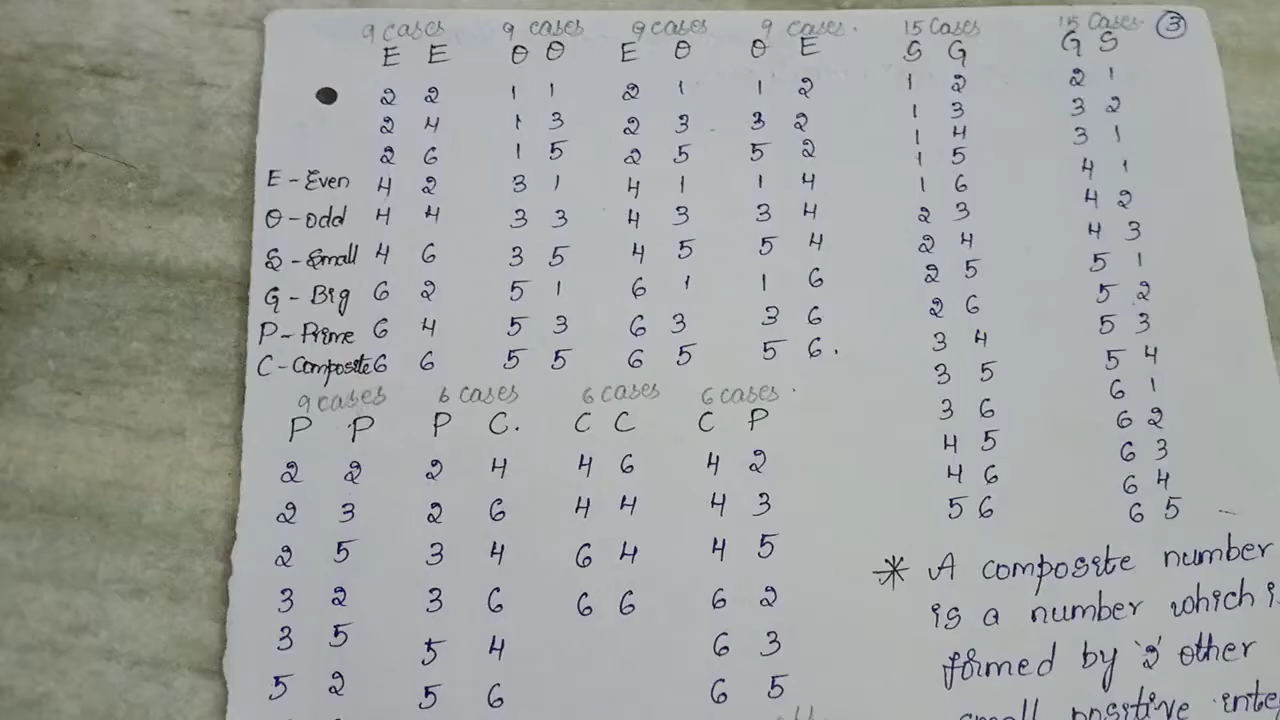 9 cases 9 cases 9 cases 9 cases. 15 Cases 15 Cases. 3
E E O O E O O E S G G S
2 2 1 1 2 1 1 2 1 2 2 1
2 4 1 3 2 3 3 2 1 3 3 2
2 6 1 5 2 5 5 2 1 4 3 1
E - Even 4 2 3 1 4 1 1 4 1 5 4 1
O - odd 4 4 3 3 4 3 3 4 1 6 4 2
S - Small 4 6 3 5 4 5 5 4 2 3 4 3
G - Big 6 2 5 1 6 1 1 6 2 4 5 1
P - Prime 6 4 5 3 6 3 3 6 2 5 5 2
C - Composite 6 6 5 5 6 5 5 6. 2 6 5 3
3 4 5 4
3 5 6 1
3 6 6 2
4 5 6 3
4 6 6 4
5 6 6 5
9 cases 6 cases 6 cases 6 cases.
P P P C. C C C P
2 2 2 4 4 6 4 2
2 3 2 6 4 4 4 3
2 5 3 4 6 4 4 5
3 2 3 6 6 6 6 2
3 5 5 4 6 3
5 2 5 6 6 5
* A composite number
is a number which
formed by '2' other
small positive